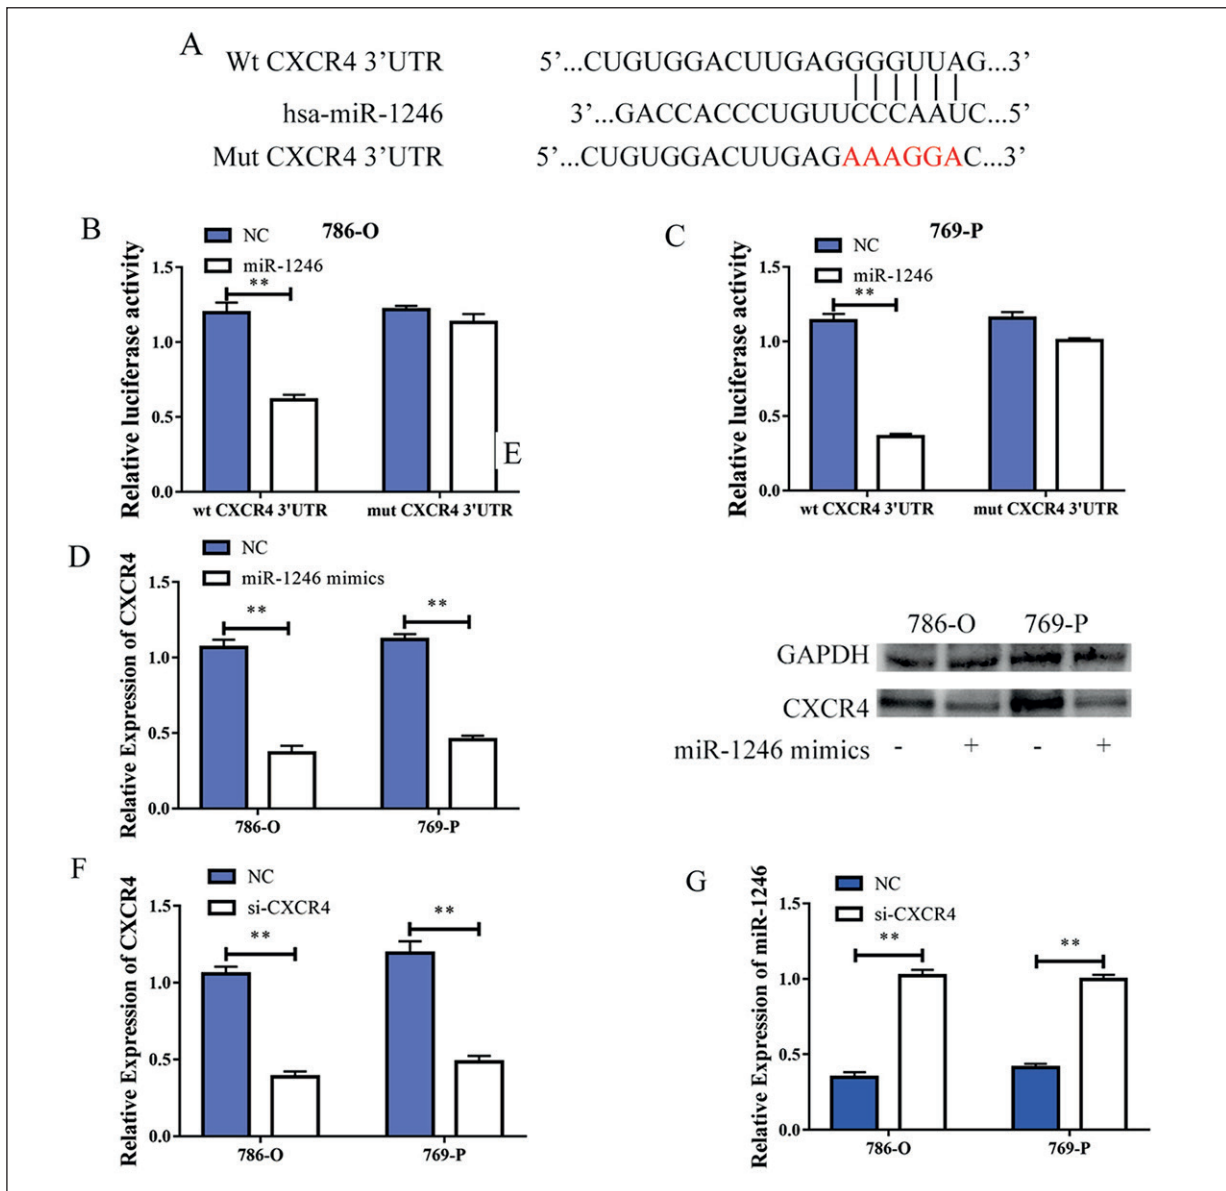 A
Wt CXCR4 3'UTR 5'...CUGUGGACUUGAGGGGUUAG...3'
hsa-miR-1246 3'...GACCACCCUGUUCCCAAUC...5'
Mut CXCR4 3'UTR 5'...CUGUGGACUUGAGAAAGGAC...3'
B
786-O
NC
miR-1246
**
Relative luciferase activity
1.5
1.0
0.5
0.0
wt CXCR4 3'UTR mut CXCR4 3'UTR
C
769-P
NC
miR-1246
**
Relative luciferase activity
1.5
1.0
0.5
0.0
wt CXCR4 3'UTR mut CXCR4 3'UTR
D
NC
miR-1246 mimics
** **
Relative Expression of CXCR4
1.5
1.0
0.5
0.0
786-O 769-P
E
786-O 769-P
GAPDH
CXCR4
miR-1246 mimics - + - +
F
NC
si-CXCR4
** **
Relative Expression of CXCR4
1.5
1.0
0.5
0.0
786-O 769-P
G
NC
si-CXCR4
** **
Relative Expression of miR-1246
1.5
1.0
0.5
0.0
786-O 769-P